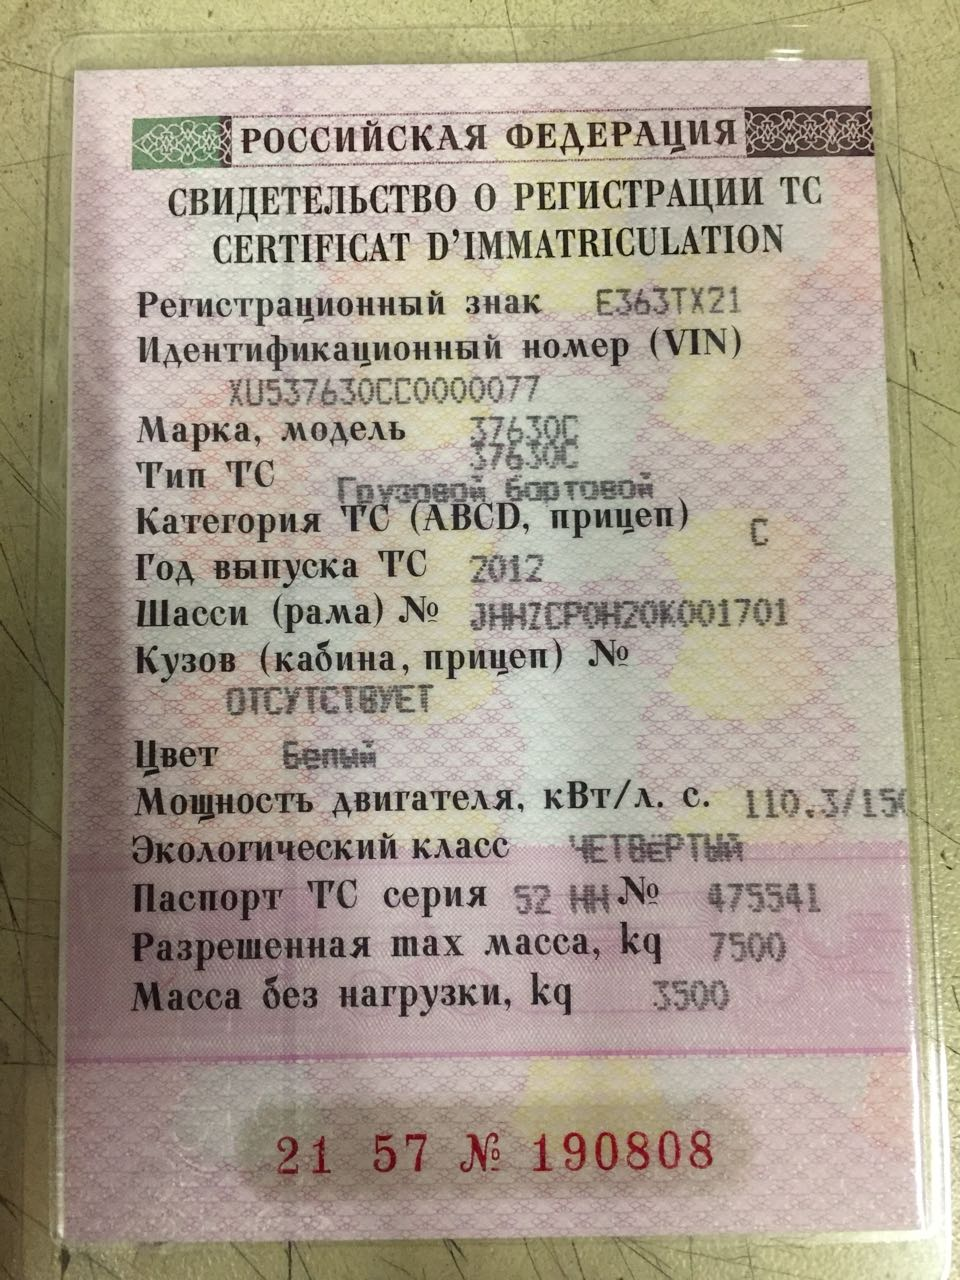 РОССИЙСКАЯ ФЕДЕРАЦИЯ
СВИДЕТЕЛЬСТВО О РЕГИСТРАЦИИ ТС
CERTIFICAT D'IMMATRICULATION
Регистрационный знак Е363ТХ21
Идентификационный номер (VIN)
XU537630CC0000077
Марка, модель 37630C
37630C
Тип ТС
Грузовой бортовой
Категория ТС (ABCD, прицеп) C
Год выпуска ТС 2012
Шасси (рама) № JHHZCP0H20K001701
Кузов (кабина, прицеп) №
ОТСУТСТВУЕТ
Цвет Белый
Мощность двигателя, кВт/л. с. 110.3/150
Экологический класс ЧЕТВЁРТЫЙ
Паспорт ТС серия 52 НН № 475541
Разрешенная max масса, kg 7500
Масса без нагрузки, kg 3500
21 57 № 190808